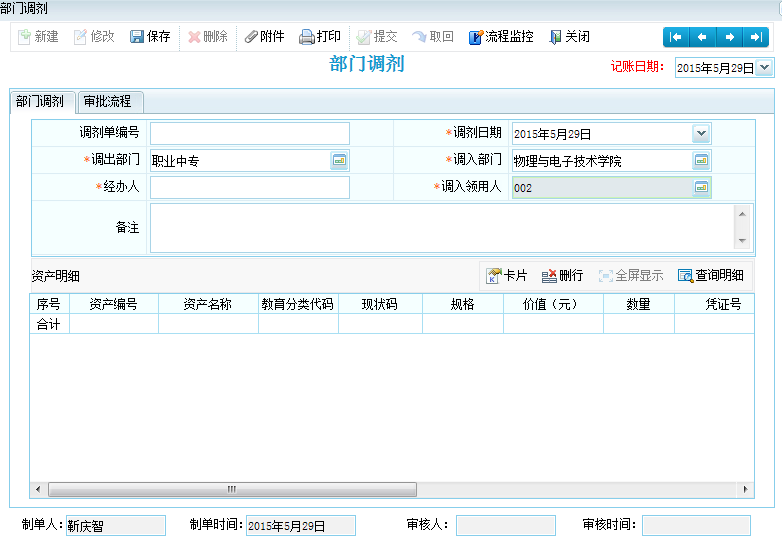 部门调剂
新建 修改 保存 删除 附件 打印 提交 取回 流程监控 关闭
部门调剂
记账日期： 2015年5月29日
部门调剂 审批流程
调剂单编号 *调剂日期 2015年5月29日
*调出部门 职业中专 *调入部门 物理与电子技术学院
*经办人 *调入领用人 002
备注
资产明细 卡片 删行 全屏显示 查询明细
序号 资产编号 资产名称 教育分类代码 现状码 规格 价值（元） 数量 凭证号
合计
制单人： 靳庆智 制单时间： 2015年5月29日 审核人： 审核时间：